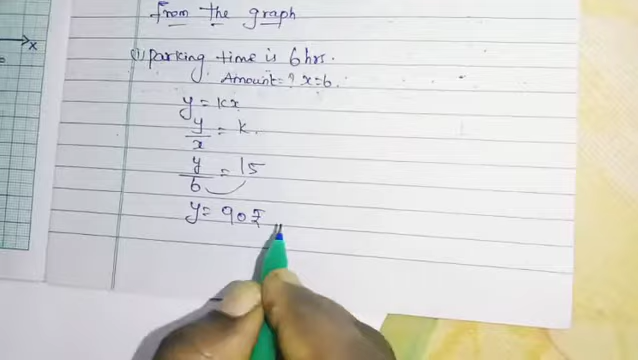 From the graph
x
(i) parking time is 6 hrs.
Amount = ? x = 6.
y = kx
y/x = k.
y/6 = 15
y = 90₹